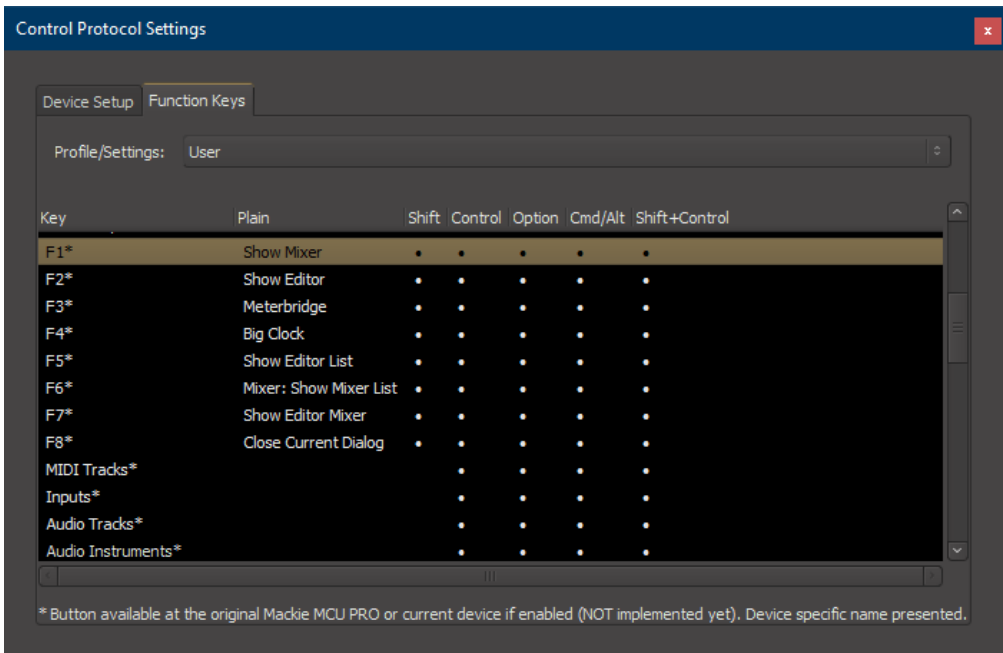 Control Protocol Settings
x
Device Setup Function Keys
Profile/Settings: User
Key Plain Shift Control Option Cmd/Alt Shift+Control
F1* Show Mixer • • • • •
F2* Show Editor • • • • •
F3* Meterbridge • • • • •
F4* Big Clock • • • • •
F5* Show Editor List • • • • •
F6* Mixer: Show Mixer List • • • • •
F7* Show Editor Mixer • • • • •
F8* Close Current Dialog • • • • •
MIDI Tracks* • • • •
Inputs* • • • •
Audio Tracks* • • • •
Audio Instruments* • • • •
* Button available at the original Mackie MCU PRO or current device if enabled (NOT implemented yet). Device specific name presented.